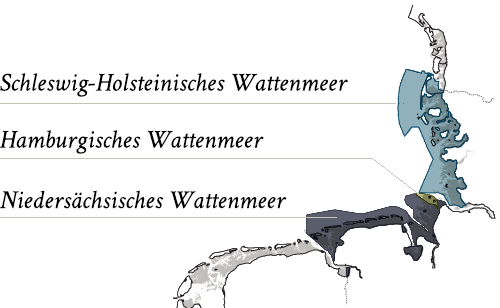 Schleswig-Holsteinisches Wattenmeer
Hamburgisches Wattenmeer
Niedersächsisches Wattenmeer